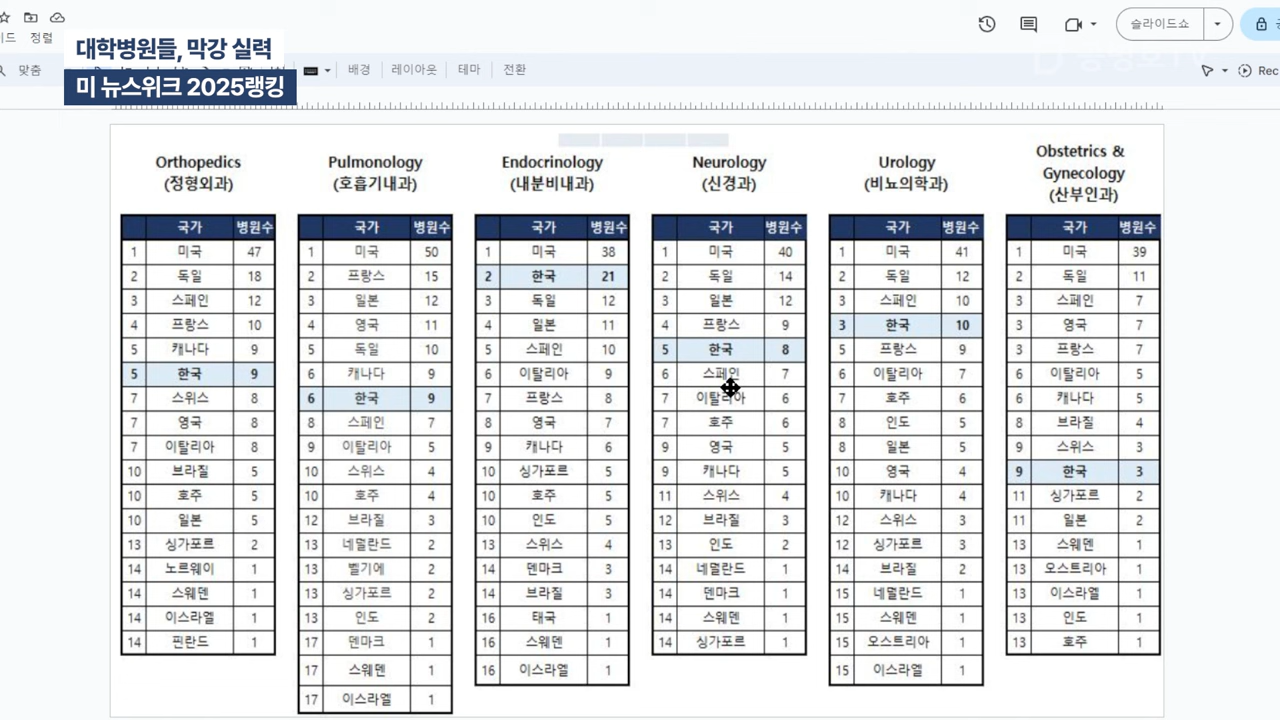 이드 정렬
대학병원들, 막강 실력
미 뉴스위크 2025랭킹
슬라이드쇼
맞춤
배경 레이아웃 테마 전환
Rec
Orthopedics
(정형외과)
국가 병원수
1 미국 47
2 독일 18
3 스페인 12
4 프랑스 10
5 캐나다 9
5 한국 9
7 스위스 8
7 영국 8
7 이탈리아 8
10 브라질 5
10 호주 5
10 일본 5
13 싱가포르 2
14 노르웨이 1
14 스웨덴 1
14 이스라엘 1
14 핀란드 1
Pulmonology
(호흡기내과)
국가 병원수
1 미국 50
2 프랑스 15
3 일본 12
4 영국 11
5 독일 10
6 캐나다 9
6 한국 9
8 스페인 7
9 이탈리아 5
10 스위스 4
10 호주 4
12 브라질 3
13 네덜란드 2
13 벨기에 2
13 싱가포르 2
13 인도 2
17 덴마크 1
17 스웨덴 1
17 이스라엘 1
Endocrinology
(내분비내과)
국가 병원수
1 미국 38
2 한국 21
3 독일 12
4 일본 11
5 스페인 10
6 이탈리아 9
7 프랑스 8
8 영국 7
9 캐나다 6
10 싱가포르 5
10 호주 5
10 인도 5
13 스위스 4
14 덴마크 3
14 브라질 3
16 태국 1
16 스웨덴 1
16 이스라엘 1
Neurology
(신경과)
국가 병원수
1 미국 40
2 독일 14
3 일본 12
4 프랑스 9
5 한국 8
6 스페인 7
7 이탈리아 6
7 호주 6
9 영국 5
9 캐나다 5
11 스위스 4
12 브라질 3
13 인도 2
14 네덜란드 1
14 덴마크 1
14 스웨덴 1
14 싱가포르 1
Urology
(비뇨의학과)
국가 병원수
1 미국 41
2 독일 12
3 스페인 10
3 한국 10
5 프랑스 9
6 이탈리아 7
7 호주 6
8 인도 5
8 일본 5
10 영국 4
10 캐나다 4
12 스위스 3
12 싱가포르 3
14 브라질 2
15 네덜란드 1
15 스웨덴 1
15 오스트리아 1
15 이스라엘 1
Obstetrics &
Gynecology
(산부인과)
국가 병원수
1 미국 39
2 독일 11
3 스페인 7
3 영국 7
3 프랑스 7
6 이탈리아 5
6 캐나다 5
8 브라질 4
9 스위스 3
9 한국 3
11 싱가포르 2
11 일본 2
13 스웨덴 1
13 오스트리아 1
13 이스라엘 1
13 인도 1
13 호주 1